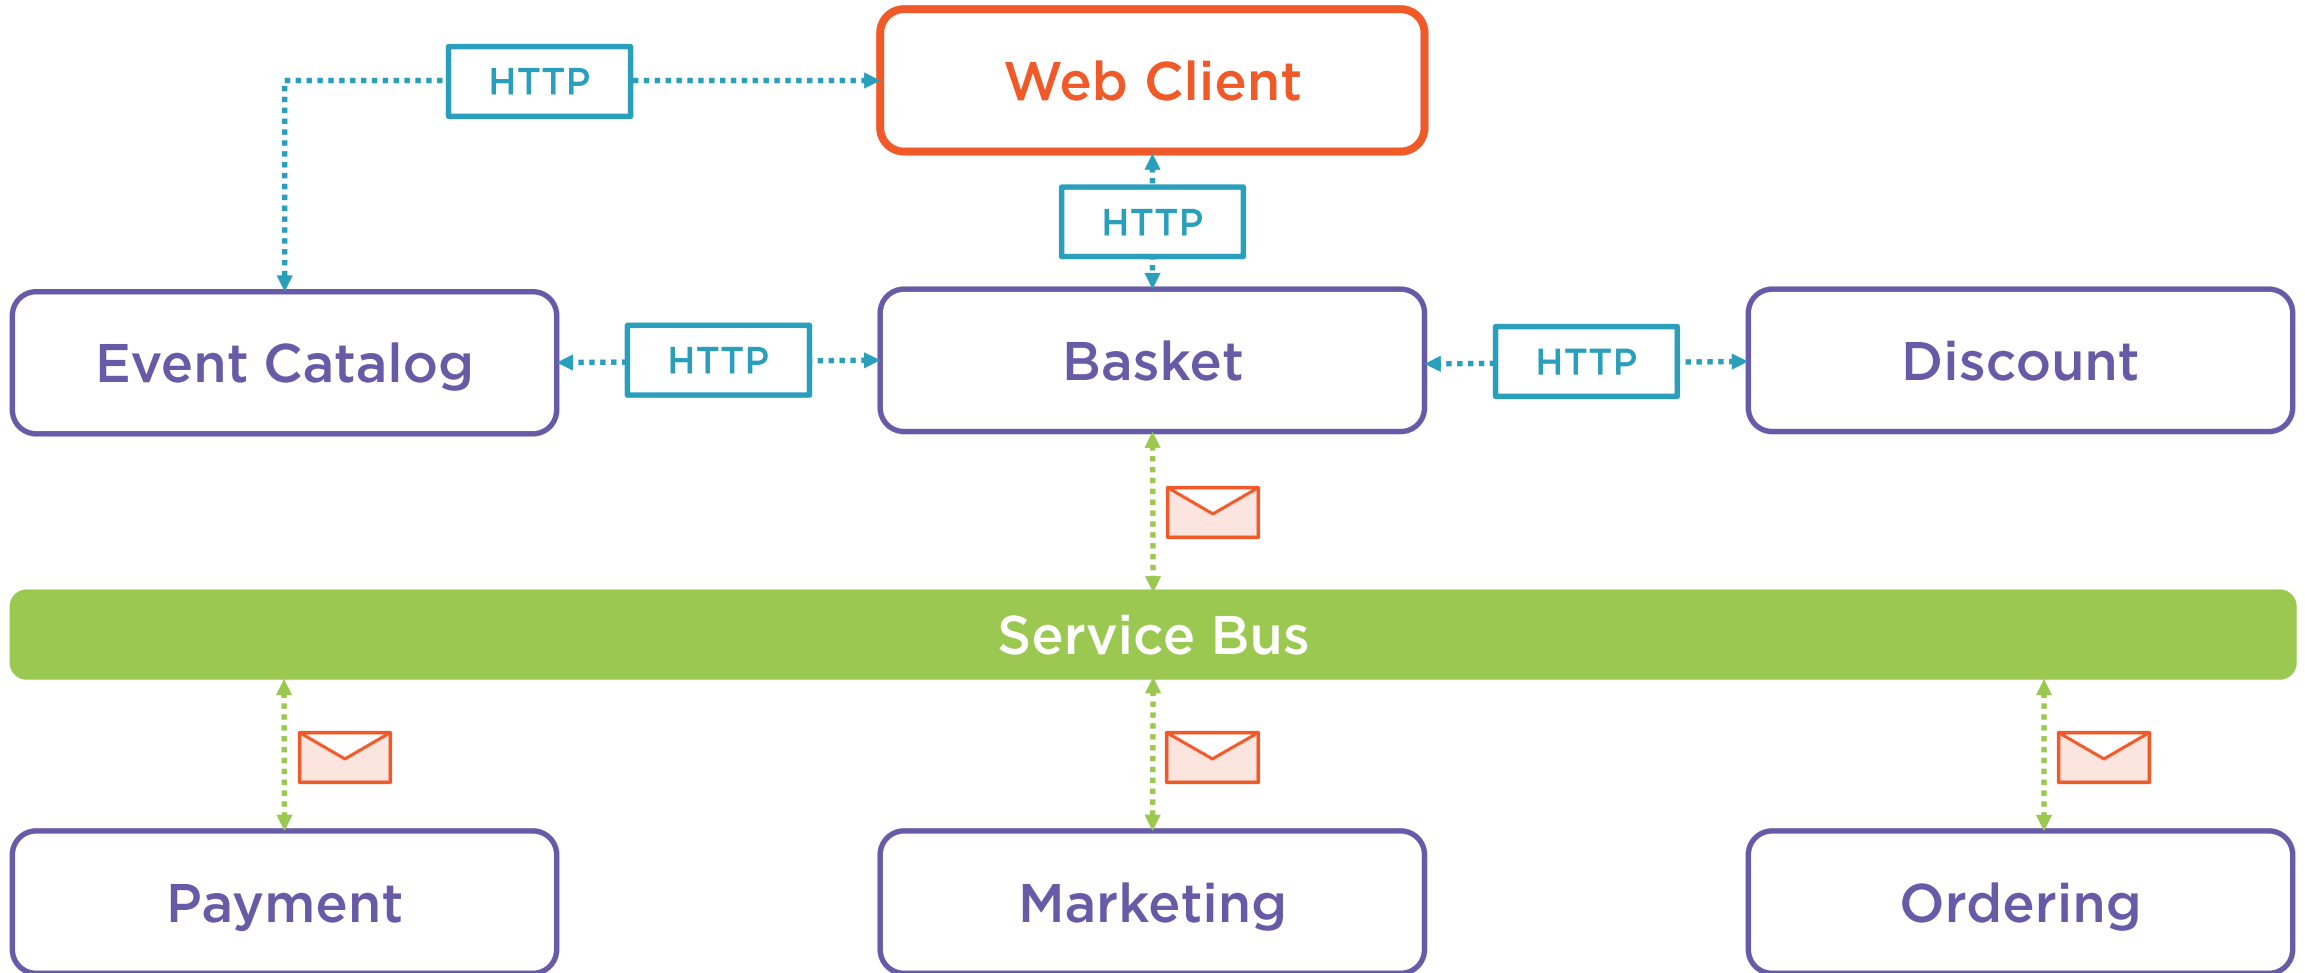 HTTP
Web Client
HTTP
Event Catalog
HTTP
Basket
HTTP
Discount
Service Bus
Payment
Marketing
Ordering